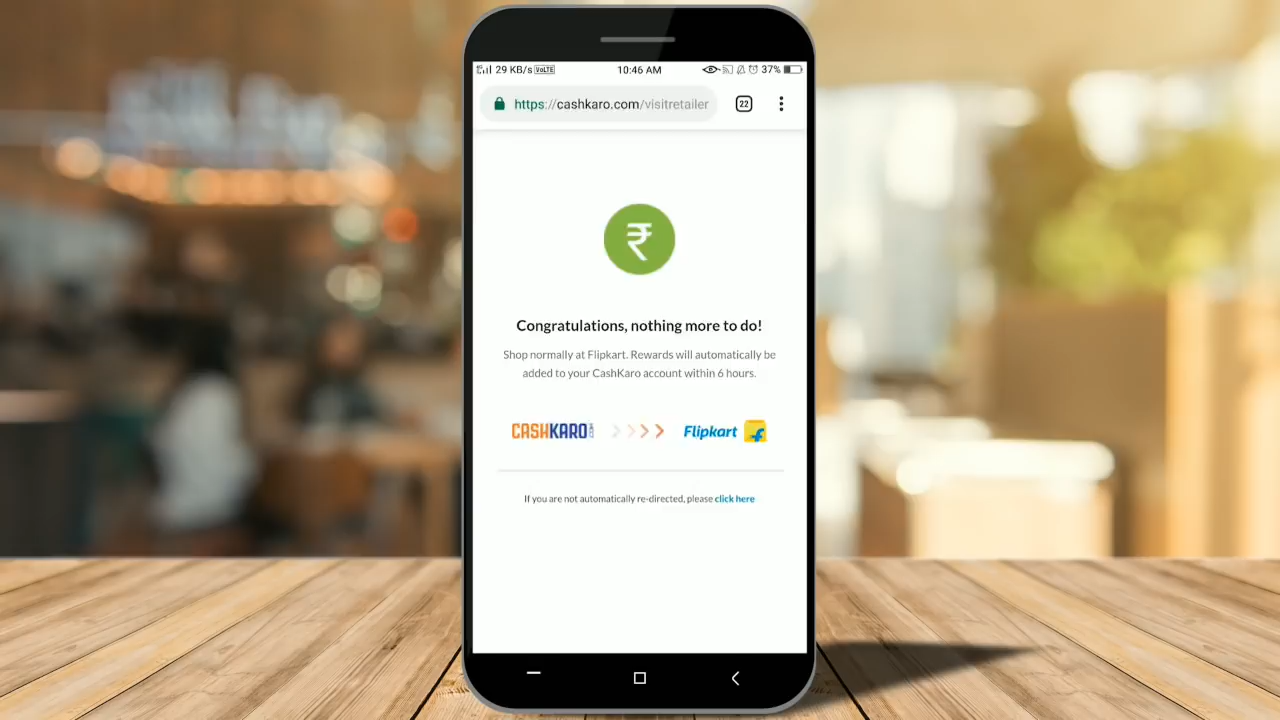 29 KB/s VoLTE 10:46 AM 37%
https://cashkaro.com/visitretailer 22
₹
Congratulations, nothing more to do!
Shop normally at Flipkart. Rewards will automatically be
added to your CashKaro account within 6 hours.
CASHKARO.COM >>>> Flipkart f
If you are not automatically re-directed, please click here